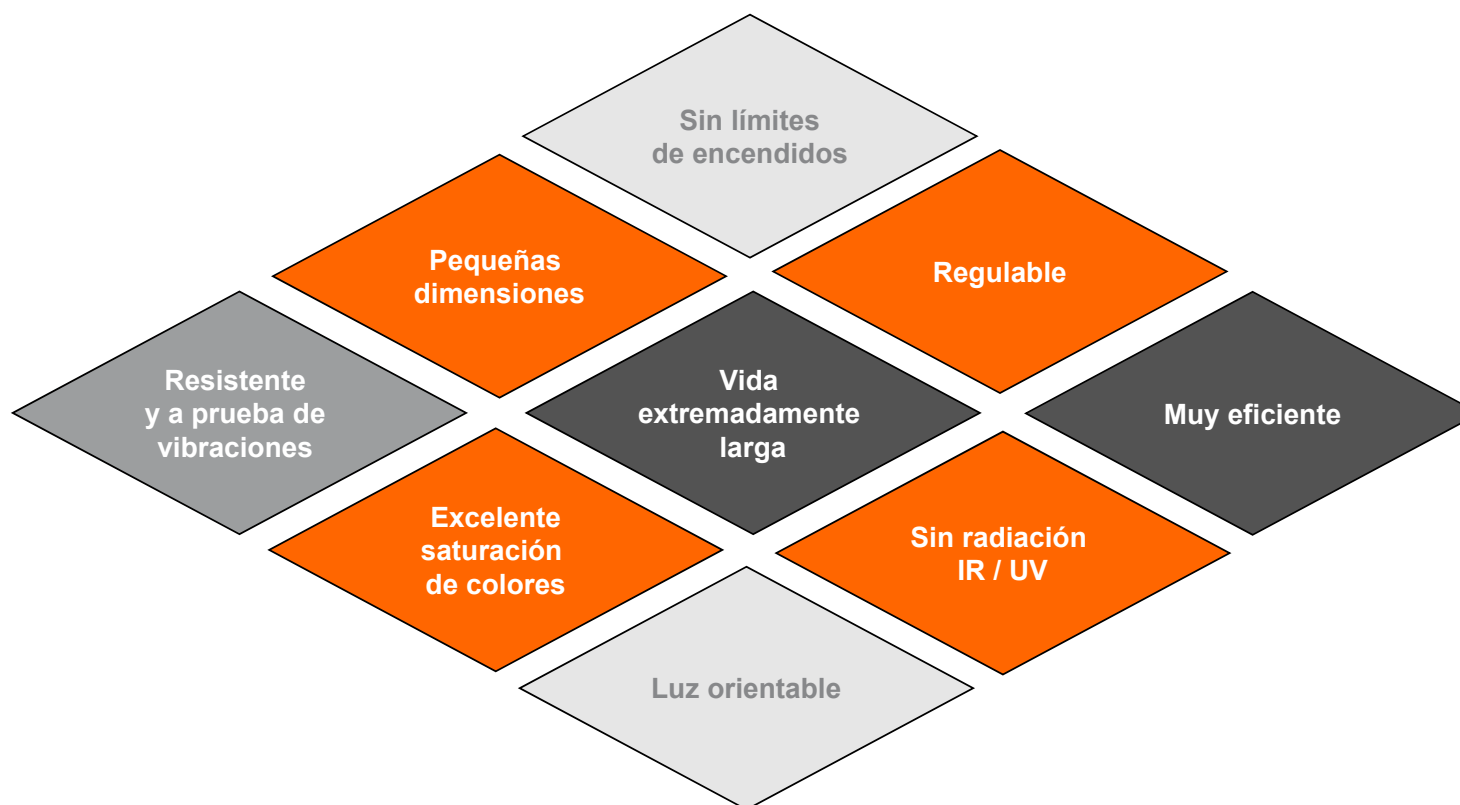 Sin límites
de encendidos
Pequeñas
dimensiones
Regulable
Resistente
y a prueba de
vibraciones
Vida
extremadamente
larga
Muy eficiente
Excelente
saturación
de colores
Sin radiación
IR / UV
Luz orientable